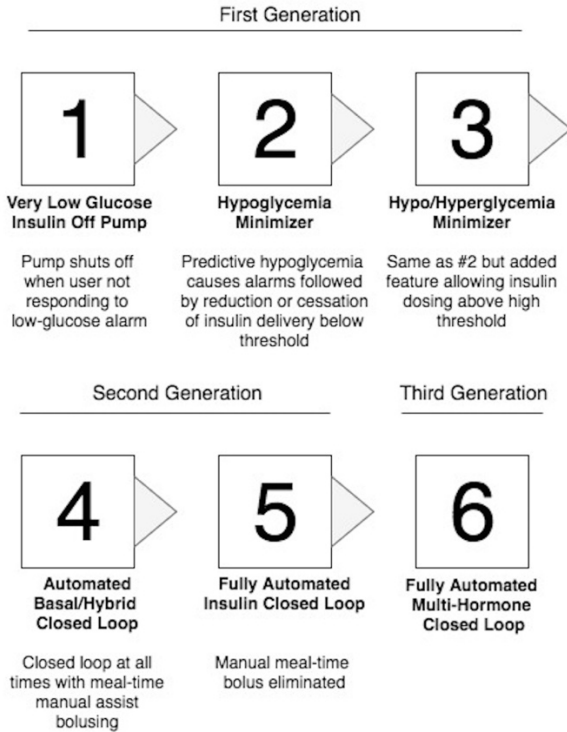 First Generation
1
Very Low Glucose
Insulin Off Pump
Pump shuts off
when user not
responding to
low-glucose alarm
2
Hypoglycemia
Minimizer
Predictive hypoglycemia
causes alarms followed
by reduction or cessation
of insulin delivery below
threshold
3
Hypo/Hyperglycemia
Minimizer
Same as #2 but added
feature allowing insulin
dosing above high
threshold
Second Generation
4
Automated
Basal/Hybrid
Closed Loop
Closed loop at all
times with meal-time
manual assist
bolusing
5
Fully Automated
Insulin Closed Loop
Manual meal-time
bolus eliminated
Third Generation
6
Fully Automated
Multi-Hormone
Closed Loop